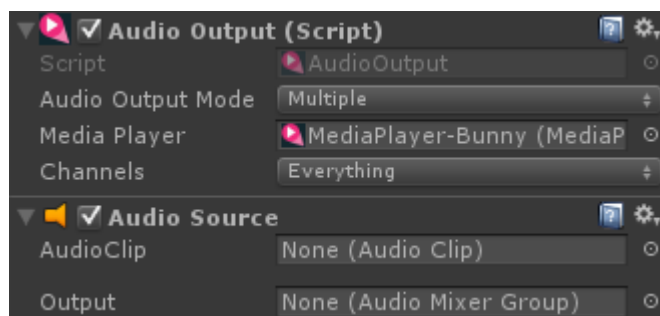 Audio Output (Script)
Script AudioOutput
Audio Output Mode Multiple
Media Player MediaPlayer-Bunny (MediaP
Channels Everything
Audio Source
AudioClip None (Audio Clip)
Output None (Audio Mixer Group)